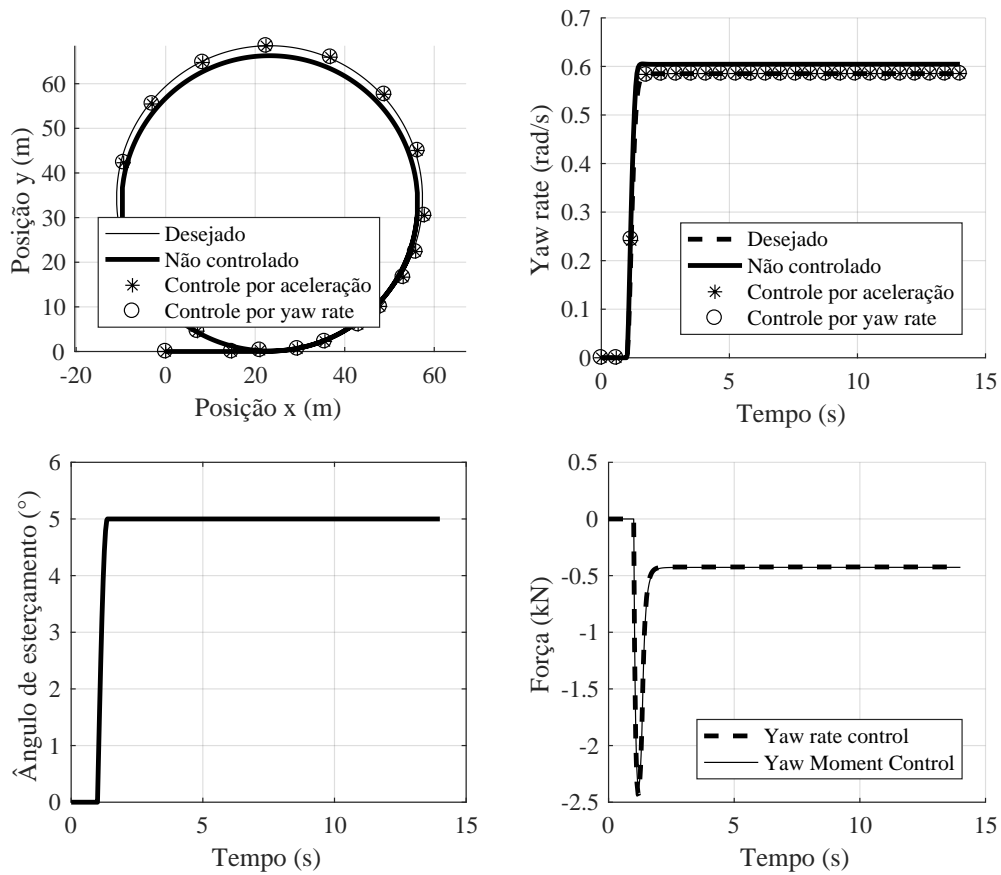 60
50
40
30
20
10
0
-20
0
20
40
60
Posição x (m)
Posição y (m)
Desejado
Não controlado
Controle por aceleração
Controle por yaw rate
0.7
0.6
0.5
0.4
0.3
0.2
0.1
0
0
5
10
15
Tempo (s)
Yaw rate (rad/s)
Desejado
Não controlado
Controle por aceleração
Controle por yaw rate
6
5
4
3
2
1
0
0
5
10
15
Tempo (s)
Ângulo de esterçamento (°)
0.5
0
-0.5
-1
-1.5
-2
-2.5
0
5
10
15
Tempo (s)
Força (kN)
Yaw rate control
Yaw Moment Control